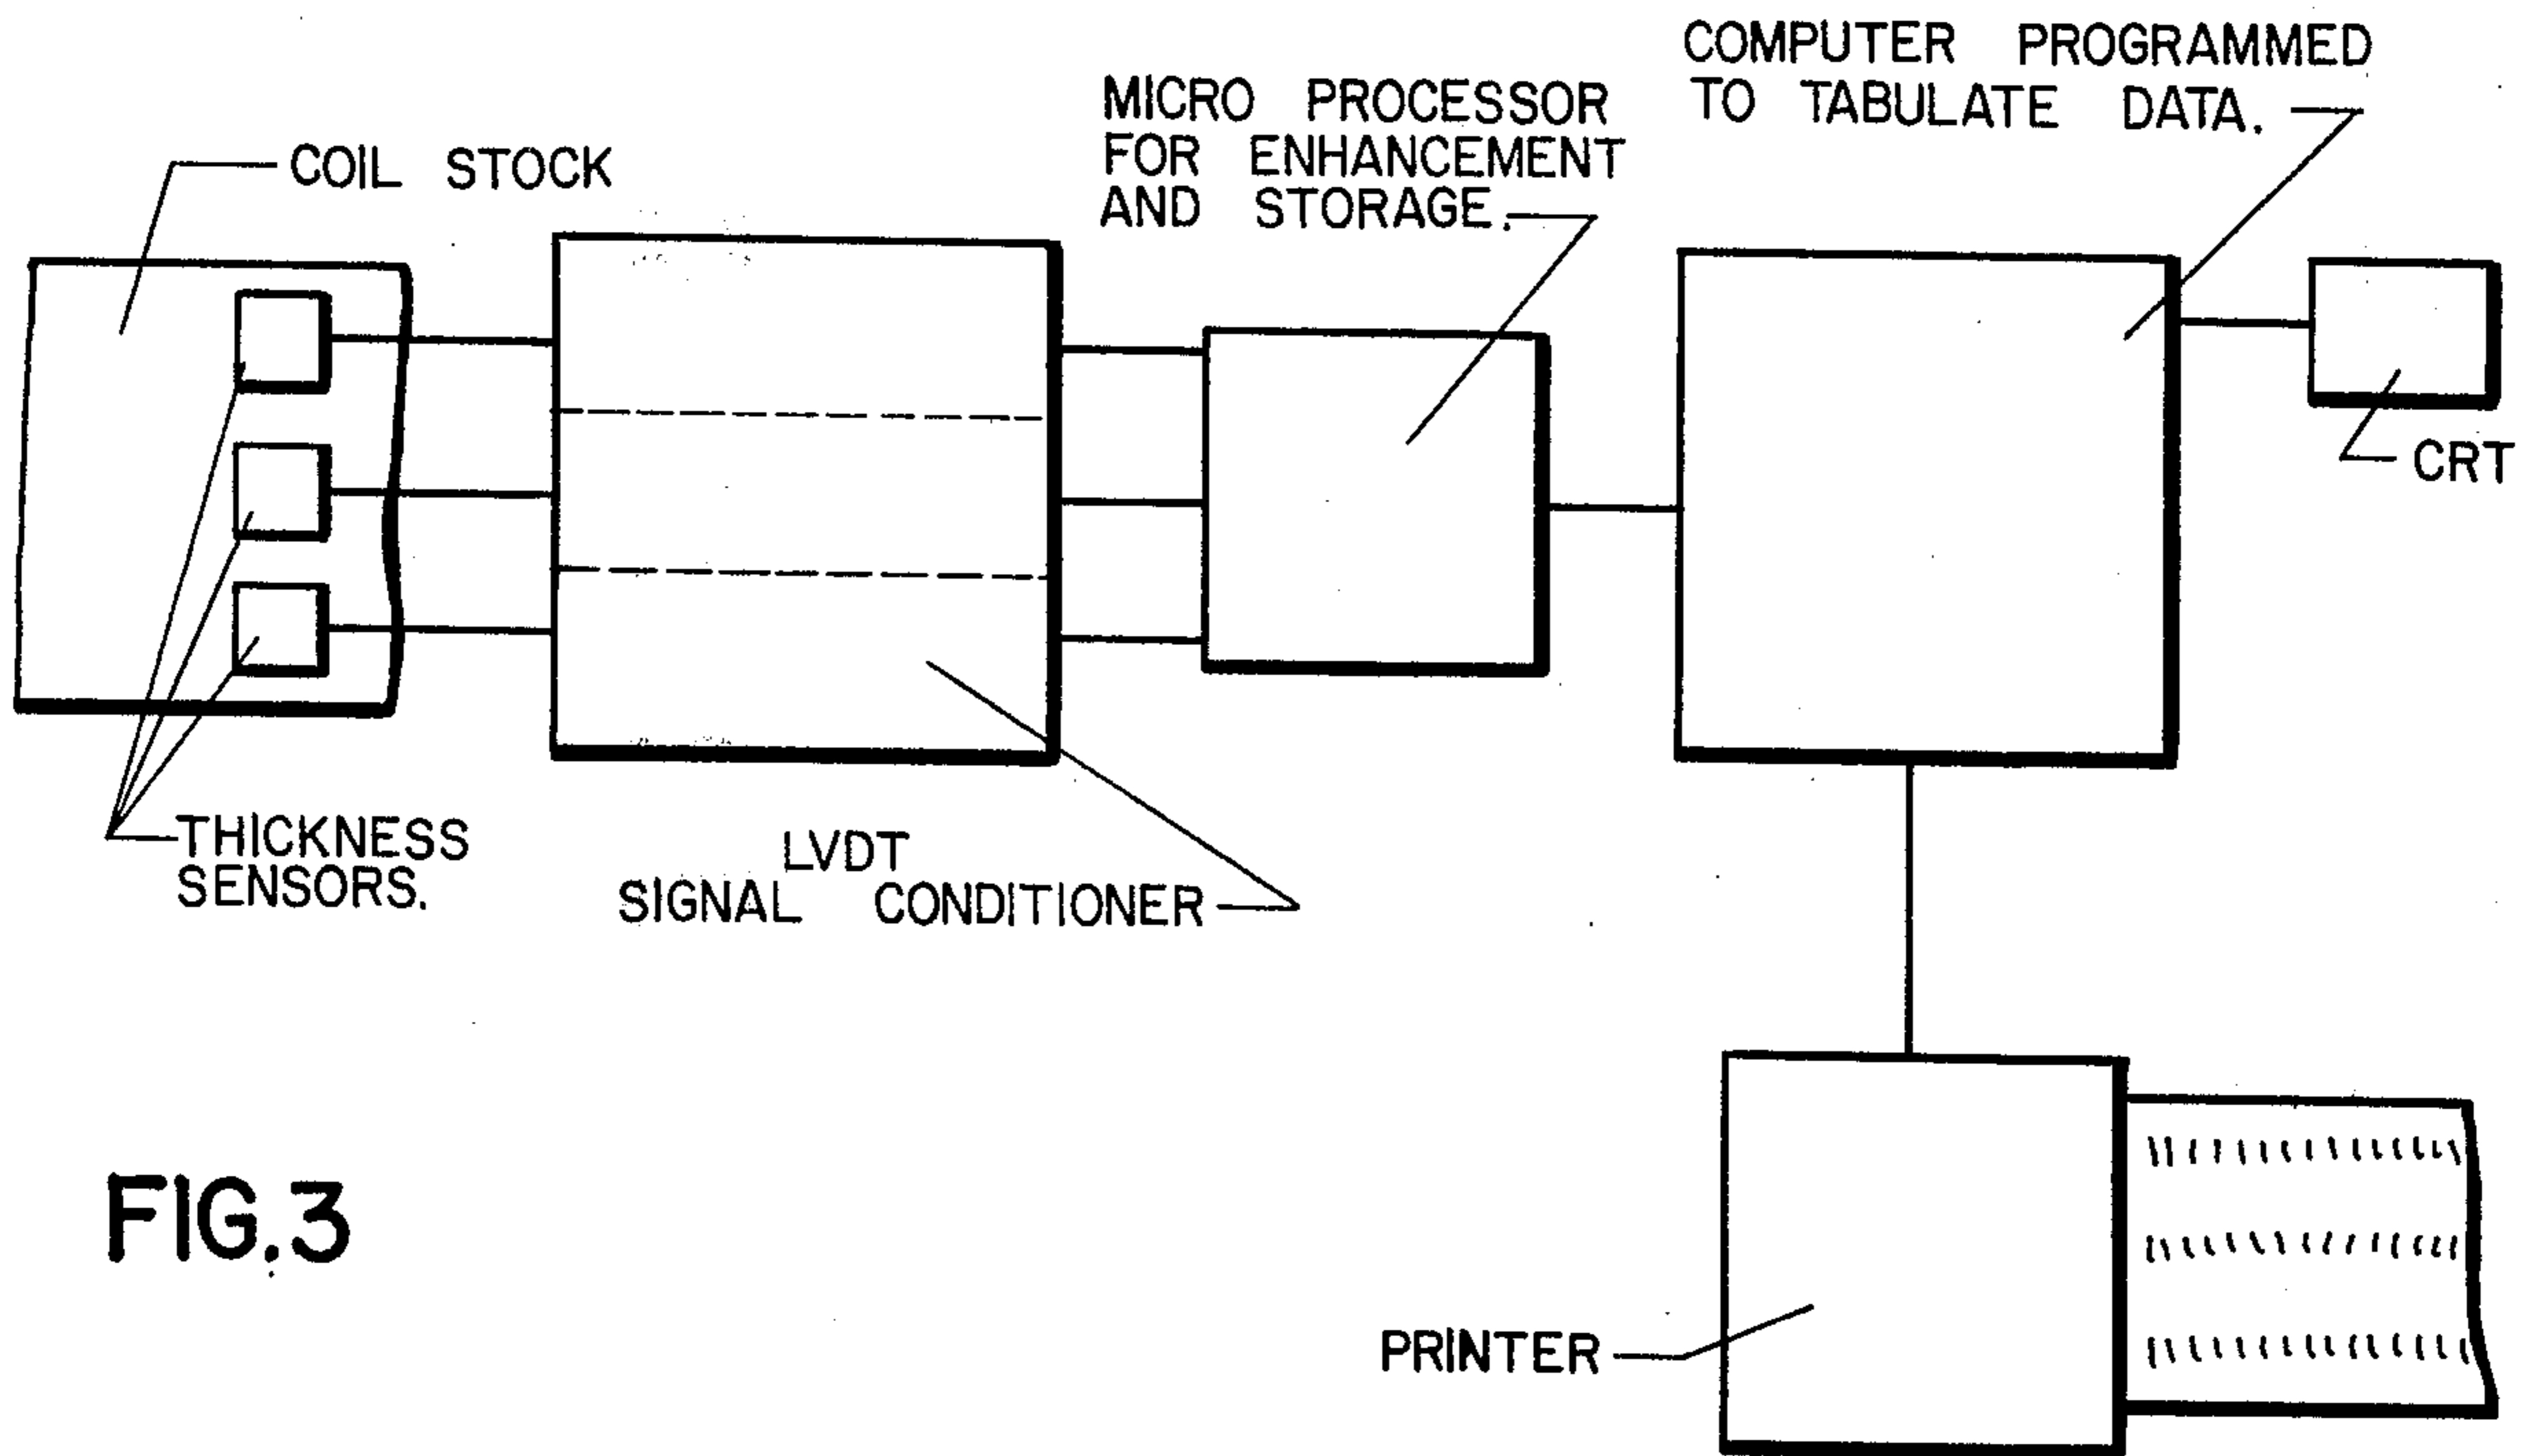 COMPUTER PROGRAMMED
TO TABULATE DATA.
MICRO PROCESSOR
FOR ENHANCEMENT
AND STORAGE.
COIL STOCK
CRT
THICKNESS
SENSORS.
LVDT
SIGNAL CONDITIONER
FIG.3
PRINTER